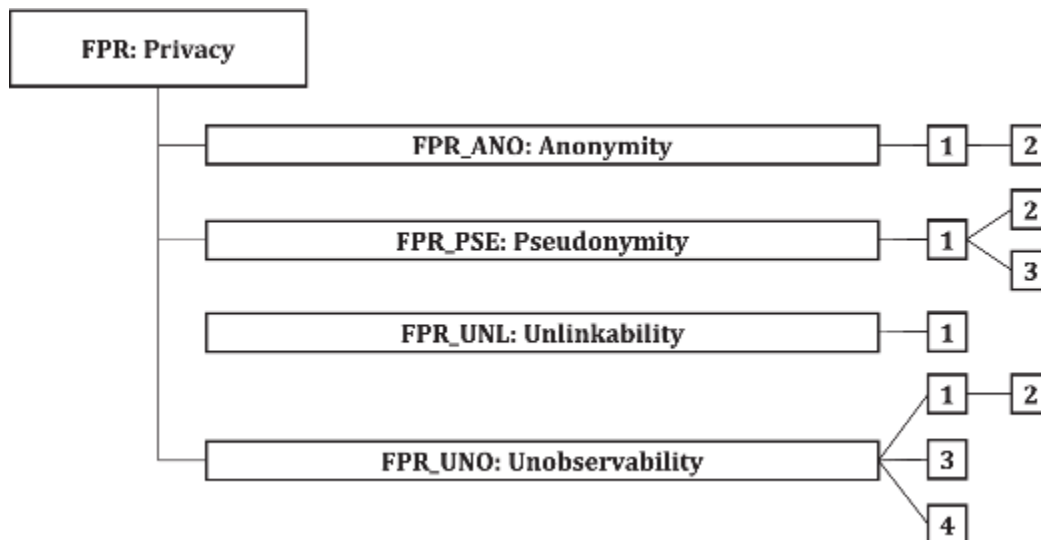 FPR: Privacy
FPR_ANO: Anonymity 1 2
2
FPR_PSE: Pseudonymity 1
3
FPR_UNL: Unlinkability 1
1 2
FPR_UNO: Unobservability 3
4